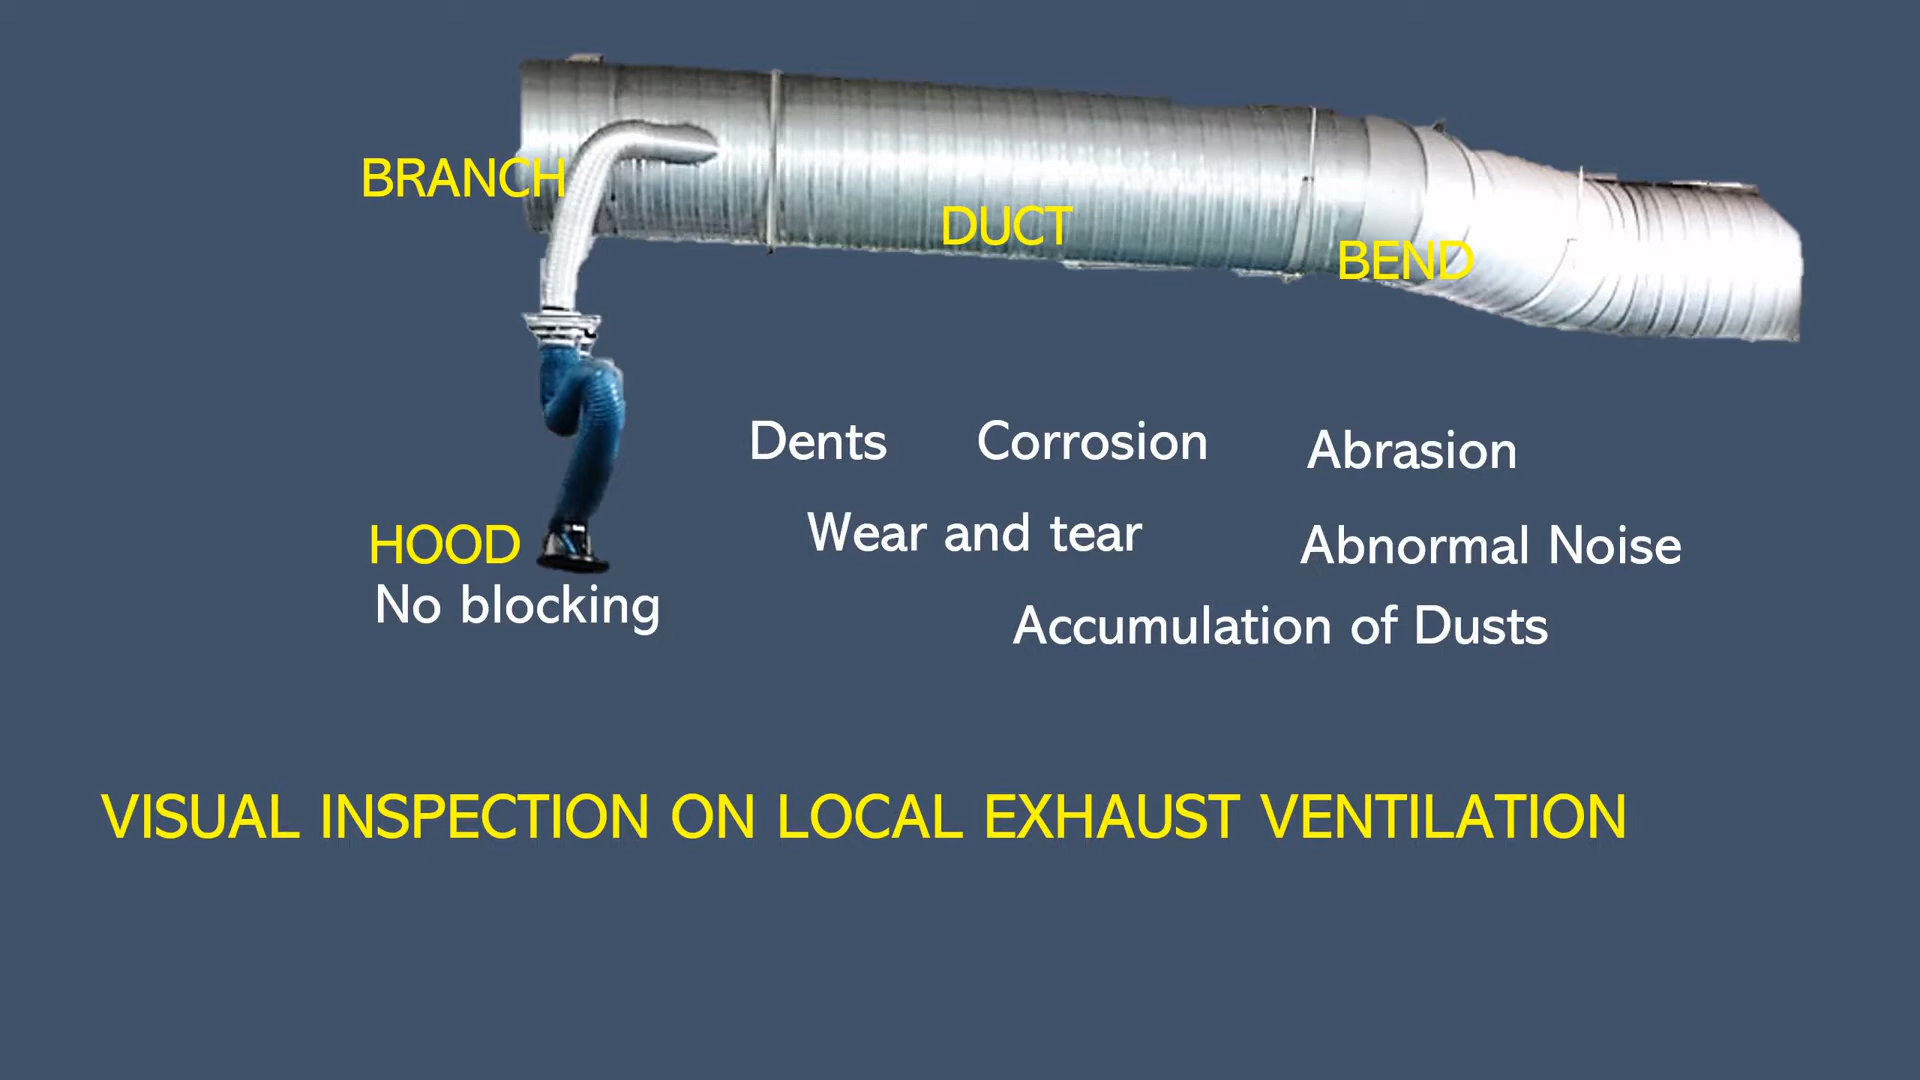 BRANCH
DUCT
BEND
Dents
Corrosion
Abrasion
Wear and tear
HOOD
Abnormal Noise
No blocking
Accumulation of Dusts
VISUAL INSPECTION ON LOCAL EXHAUST VENTILATION